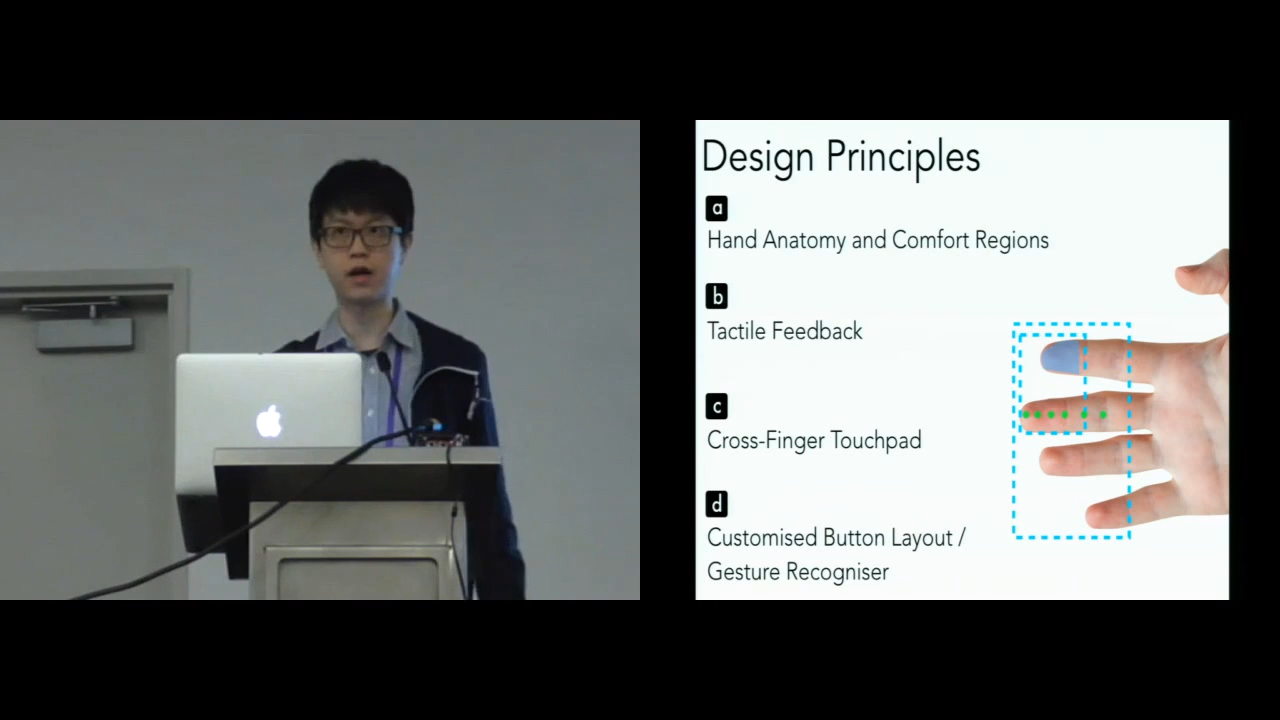 Design Principles
a
Hand Anatomy and Comfort Regions
b
Tactile Feedback
c
Cross-Finger Touchpad
d
Customised Button Layout /
Gesture Recogniser